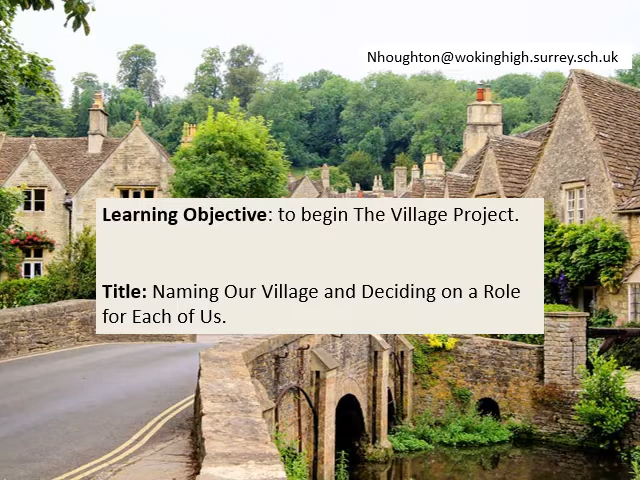 Nhoughton@wokinghigh.surrey.sch.uk
Learning Objective: to begin The Village Project.
Title: Naming Our Village and Deciding on a Role
for Each of Us.